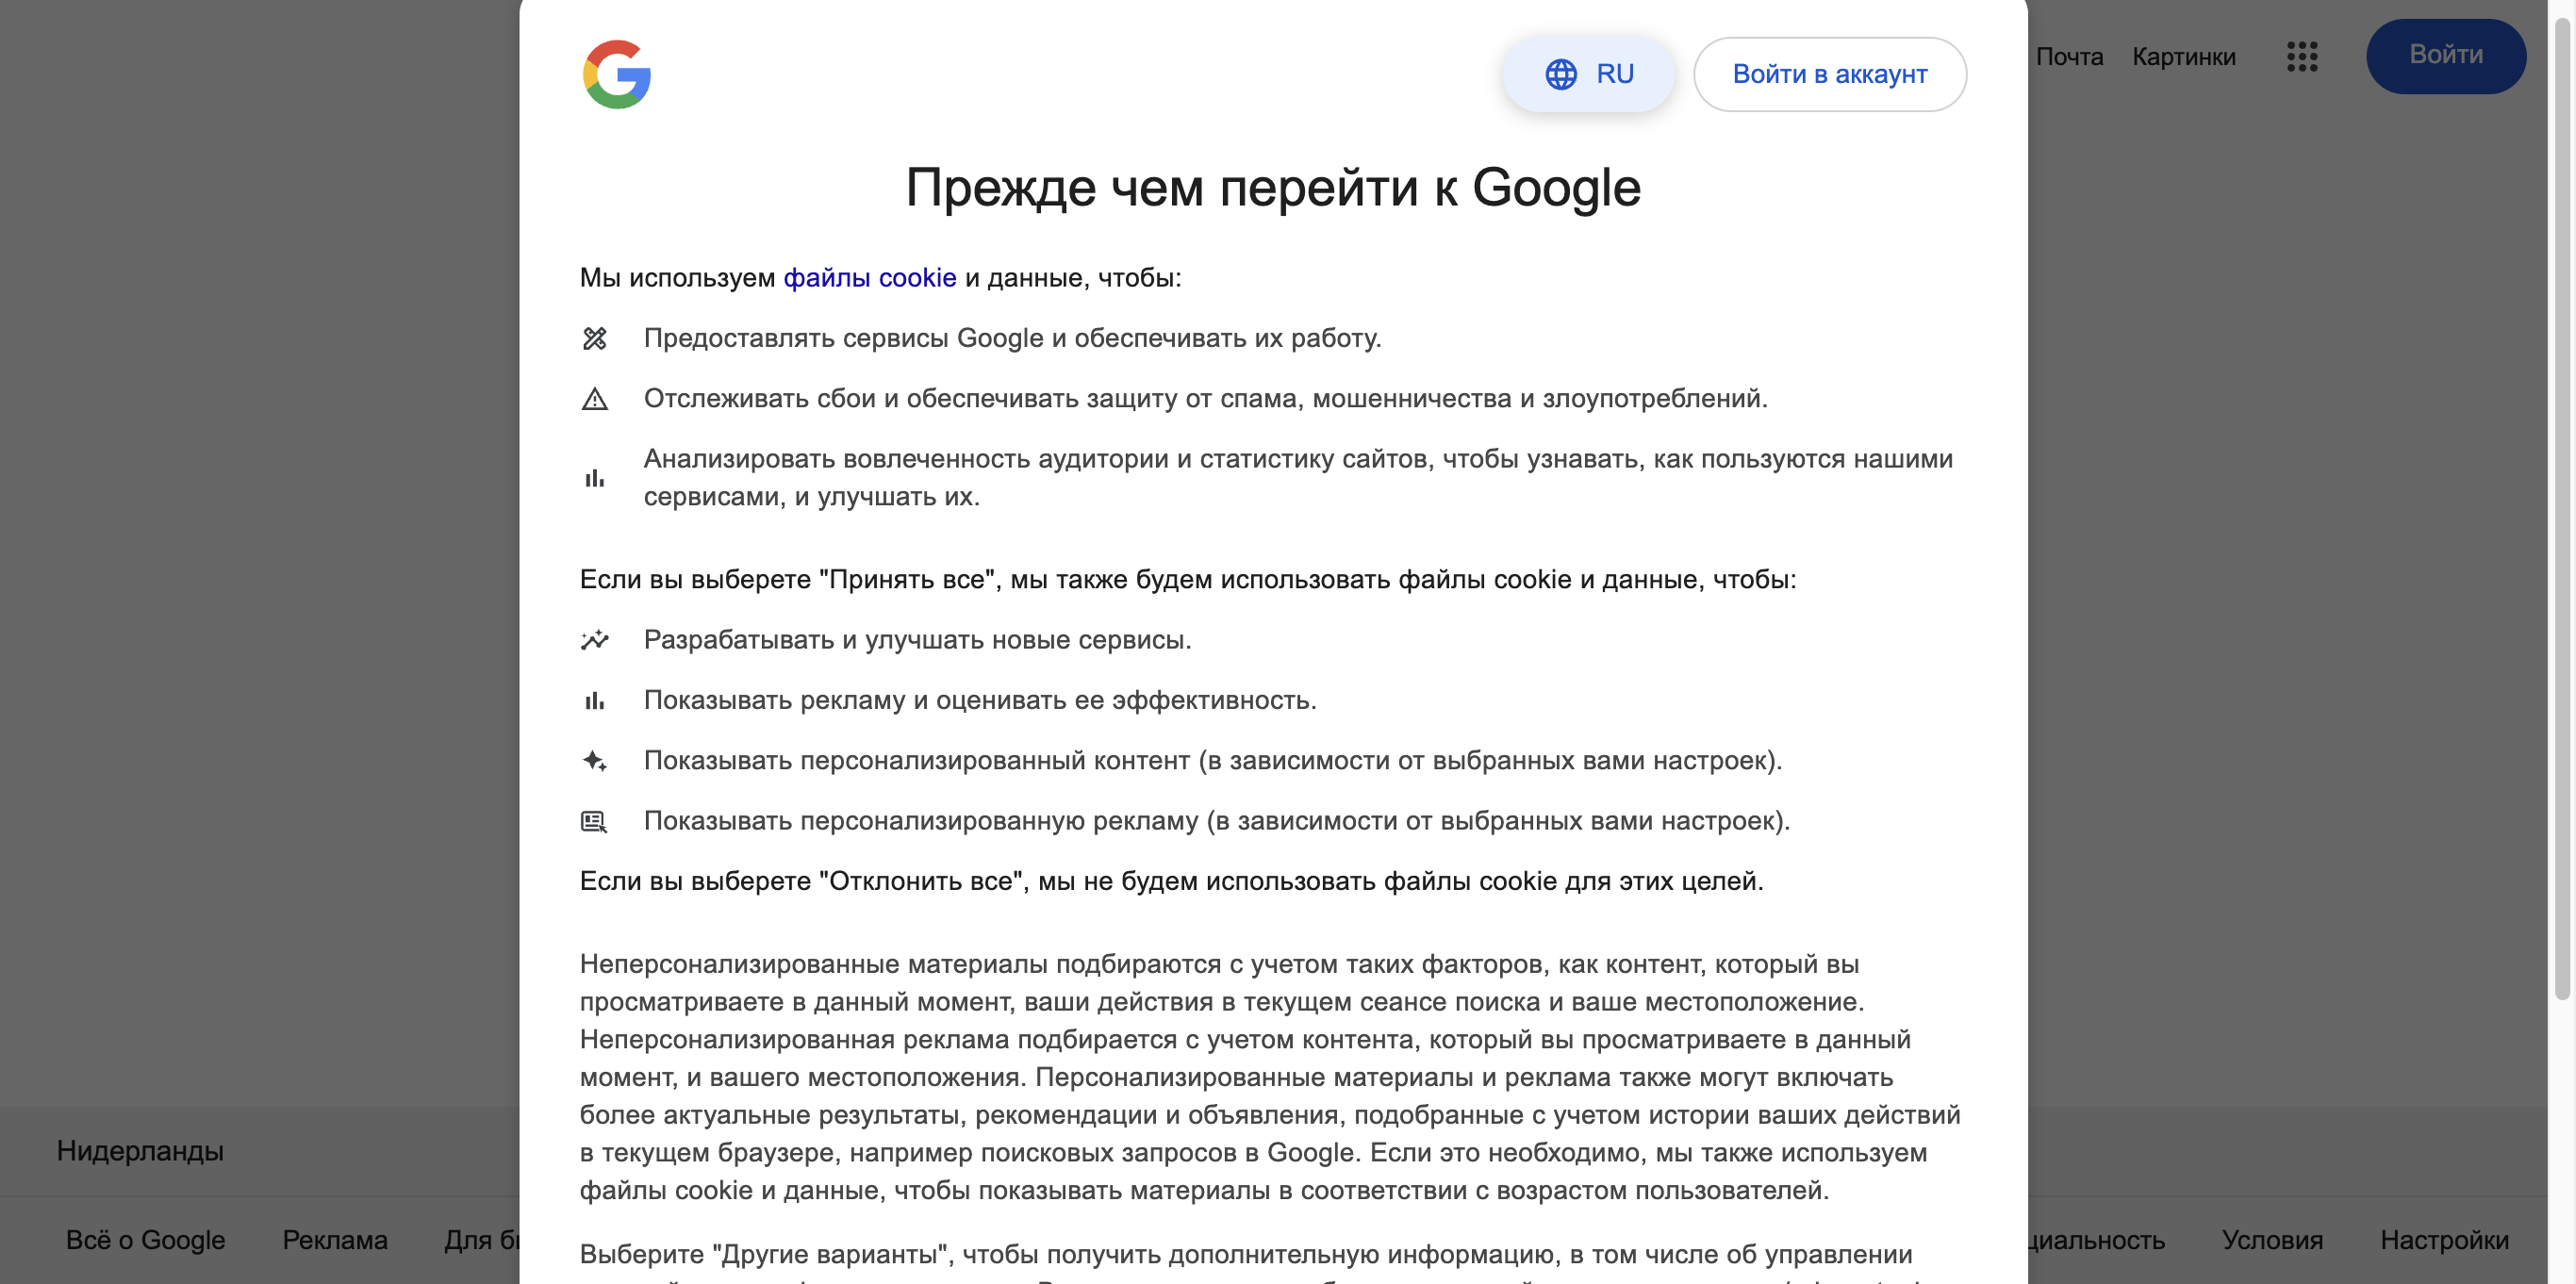 RU
Войти в аккаунт
Почта
Картинки
Войти
Прежде чем перейти к Google
Мы используем файлы cookie и данные, чтобы:
Предоставлять сервисы Google и обеспечивать их работу.
Отслеживать сбои и обеспечивать защиту от спама, мошенничества и злоупотреблений.
Анализировать вовлеченность аудитории и статистику сайтов, чтобы узнавать, как пользуются нашими
сервисами, и улучшать их.
Если вы выберете "Принять все", мы также будем использовать файлы cookie и данные, чтобы:
Разрабатывать и улучшать новые сервисы.
Показывать рекламу и оценивать ее эффективность.
Показывать персонализированный контент (в зависимости от выбранных вами настроек).
Показывать персонализированную рекламу (в зависимости от выбранных вами настроек).
Если вы выберете "Отклонить все", мы не будем использовать файлы cookie для этих целей.
Неперсонализированные материалы подбираются с учетом таких факторов, как контент, который вы
просматриваете в данный момент, ваши действия в текущем сеансе поиска и ваше местоположение.
Неперсонализированная реклама подбирается с учетом контента, который вы просматриваете в данный
момент, и вашего местоположения. Персонализированные материалы и реклама также могут включать
более актуальные результаты, рекомендации и объявления, подобранные с учетом истории ваших действий
в текущем браузере, например поисковых запросов в Google. Если это необходимо, мы также используем
файлы cookie и данные, чтобы показывать материалы в соответствии с возрастом пользователей.
Выберите "Другие варианты", чтобы получить дополнительную информацию, в том числе об управлении
Нидерланды
Всё о Google
Реклама
Для
Условия
Настройки